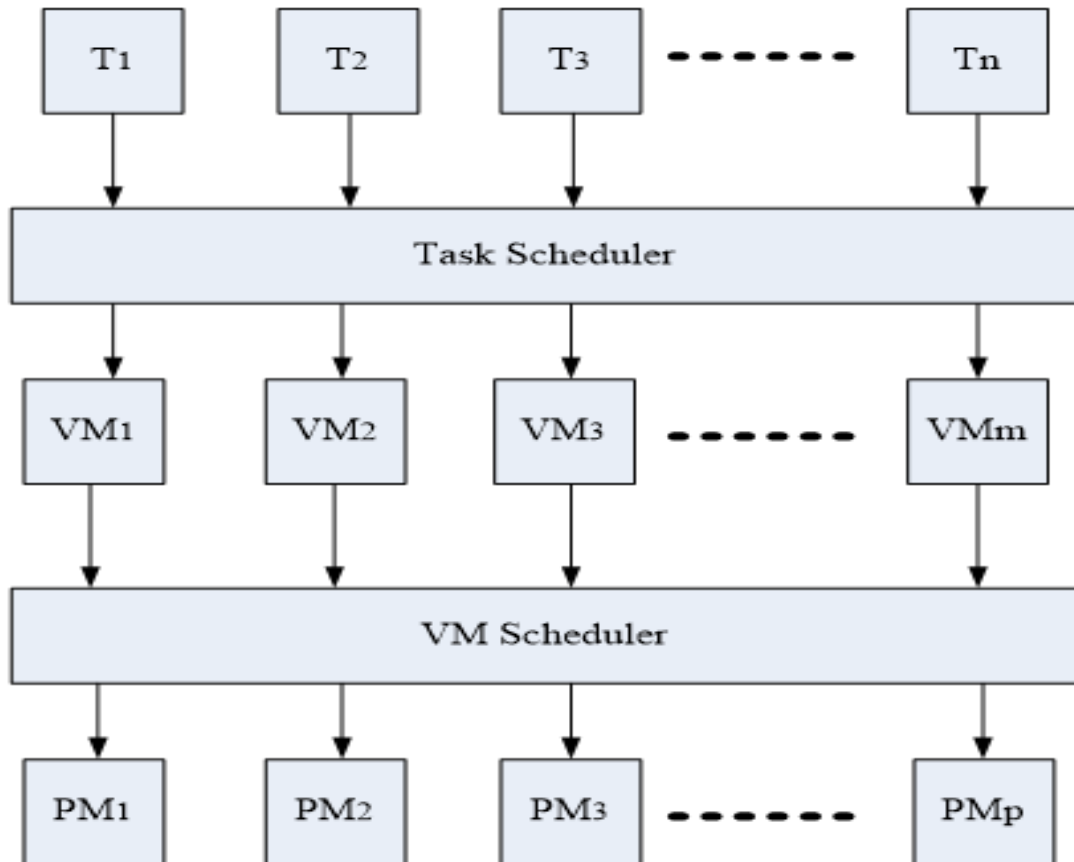 T1 T2 T3 Tn
Task Scheduler
VM1 VM2 VM3 VMm
VM Scheduler
PM1 PM2 PM3 PMp